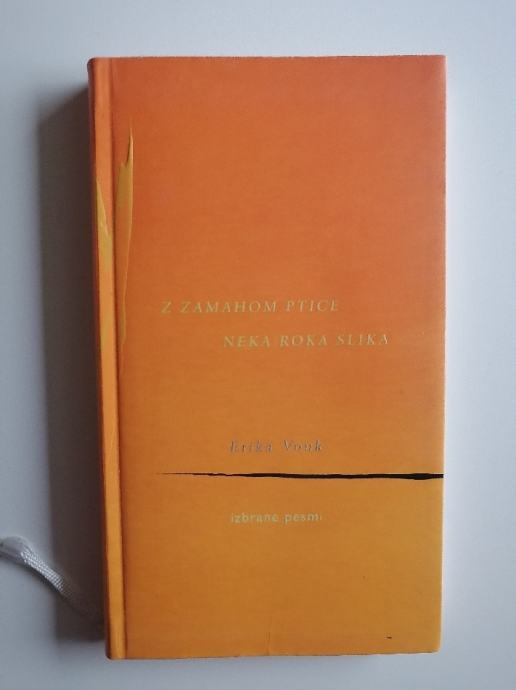 Z ZAMAHOM PTICE
NEKA ROKA SLIKA
Erika Vouk
izbrane pesmi